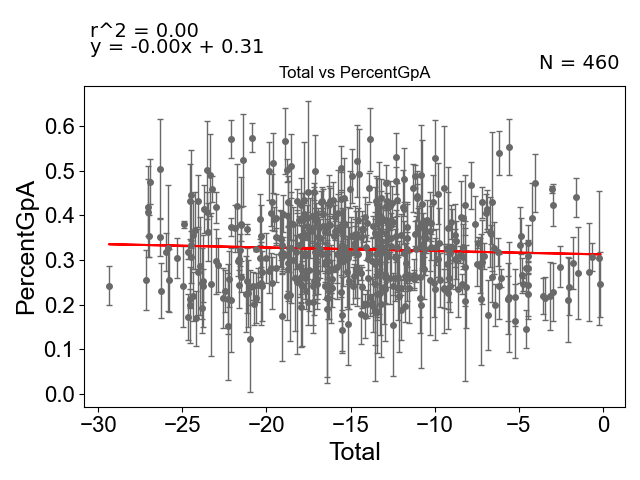 r^2 = 0.00
y = -0.00x + 0.31
N = 460
Total vs PercentGpA
PercentGpA
0.6
0.5
0.4
0.3
0.2
0.1
0.0
−30 −25 −20 −15 −10 −5 0
Total